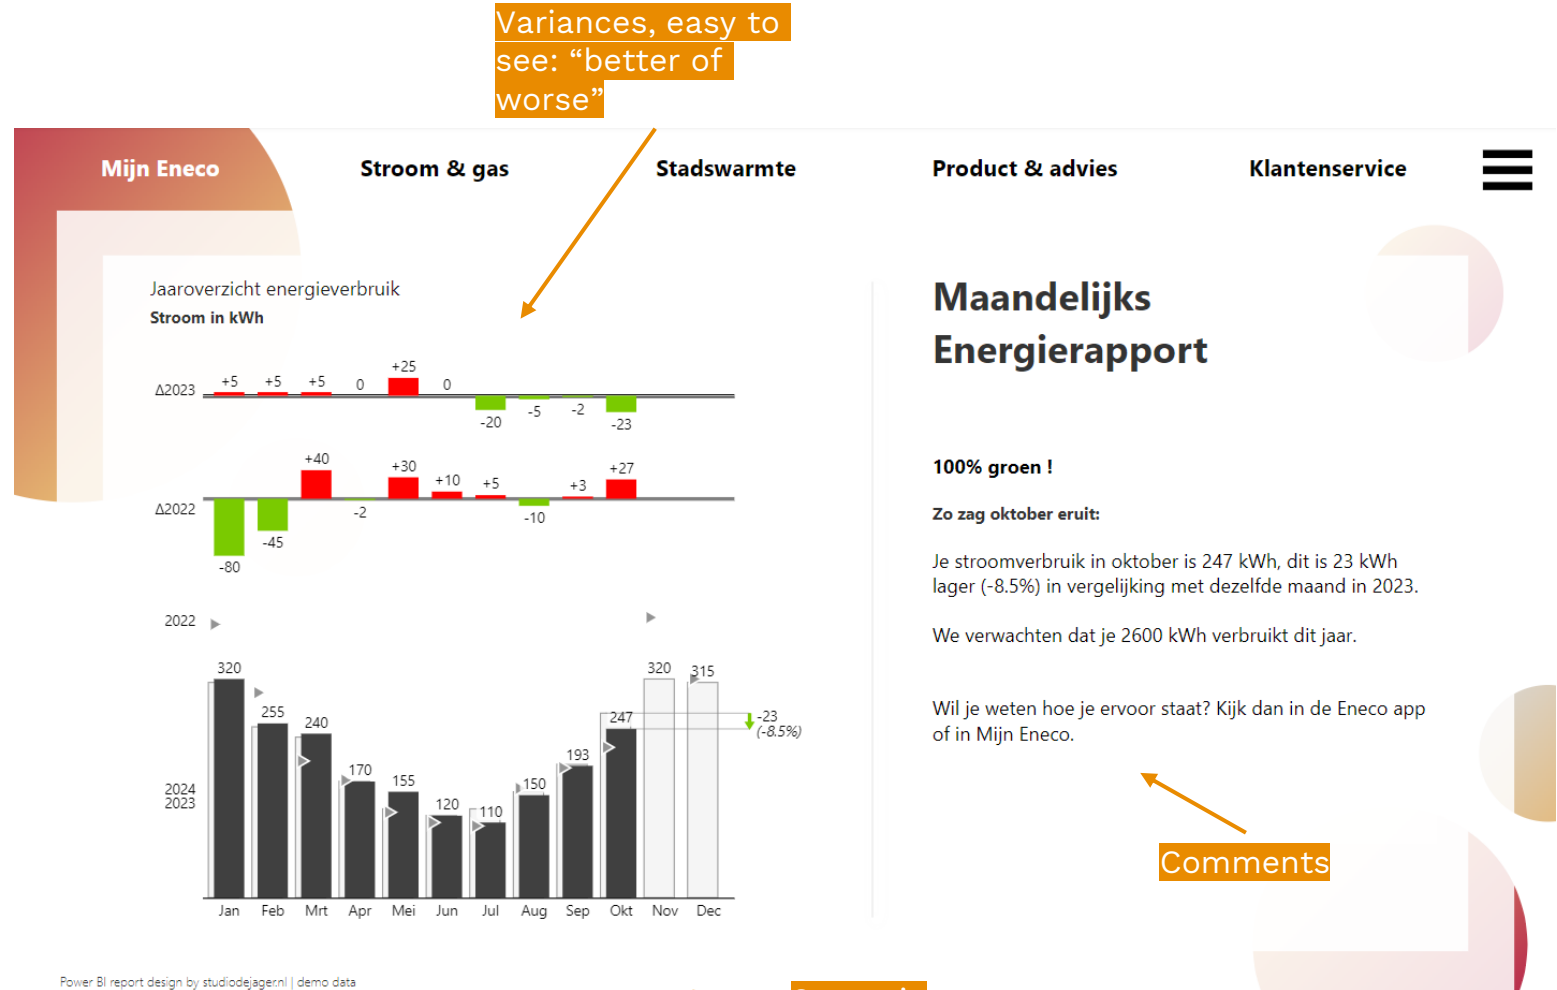 Variances, easy to
see: “better of
worse”
Mijn Eneco
Stroom & gas
Stadswarmte
Product & advies
Klantenservice
Jaaroverzicht energieverbruik
Stroom in kWh
Δ2023
+5 +5 +5 0 +25 0 -20 -5 -2 -23
Δ2022
-80 -45 +40 -2 +30 +10 +5 -10 +3 +27
2022
320 255 240 170 155 120 110 150 193 247 320 315
-23
(-8.5%)
2024
2023
Jan Feb Mrt Apr Mei Jun Jul Aug Sep Okt Nov Dec
Maandelijks
Energierapport
100% groen !
Zo zag oktober eruit:
Je stroomverbruik in oktober is 247 kWh, dit is 23 kWh
lager (-8.5%) in vergelijking met dezelfde maand in 2023.
We verwachten dat je 2600 kWh verbruikt dit jaar.
Wil je weten hoe je ervoor staat? Kijk dan in de Eneco app
of in Mijn Eneco.
Comments
Power BI report design by studiodejager.nl | demo data